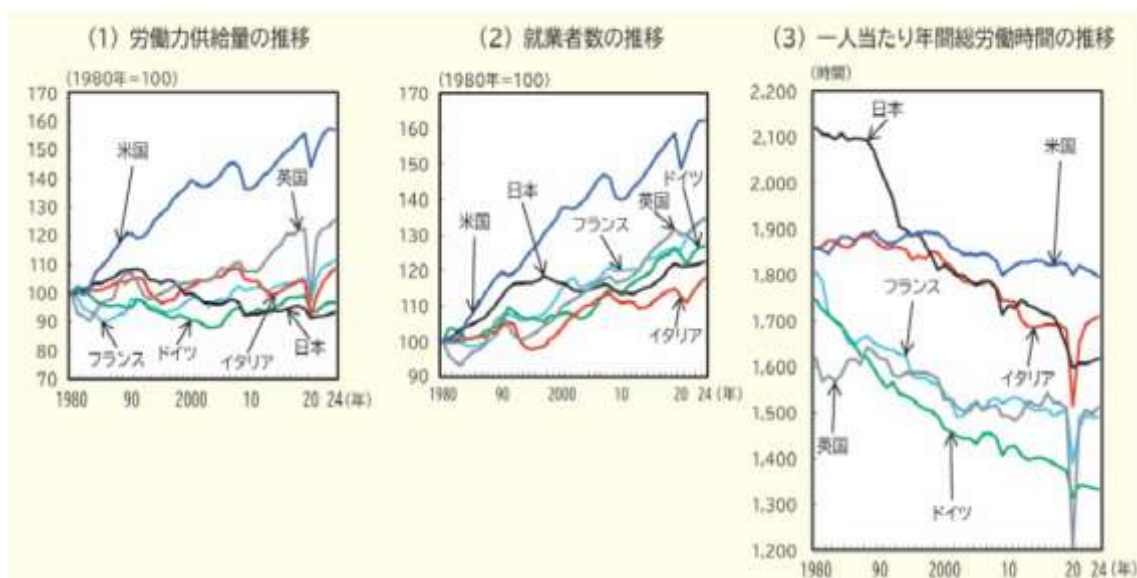 (1) 労働力供給量の推移
(1980年=100)
170
160
150
140
130
120
110
100
90
80
70
米国
英国
フランス
ドイツ
イタリア
日本
1980 90 2000 10 20 24(年)
(2) 就業者数の推移
(1980年=100)
170
160
150
140
130
120
110
100
90
米国
日本
フランス
英国
ドイツ
イタリア
1980 90 2000 10 20 24(年)
(3) 一人当たり年間総労働時間の推移
(時間)
2,200
2,100
2,000
1,900
1,800
1,700
1,600
1,500
1,400
1,300
1,200
日本
米国
フランス
イタリア
英国
ドイツ
1980 90 2000 10 20 24(年)